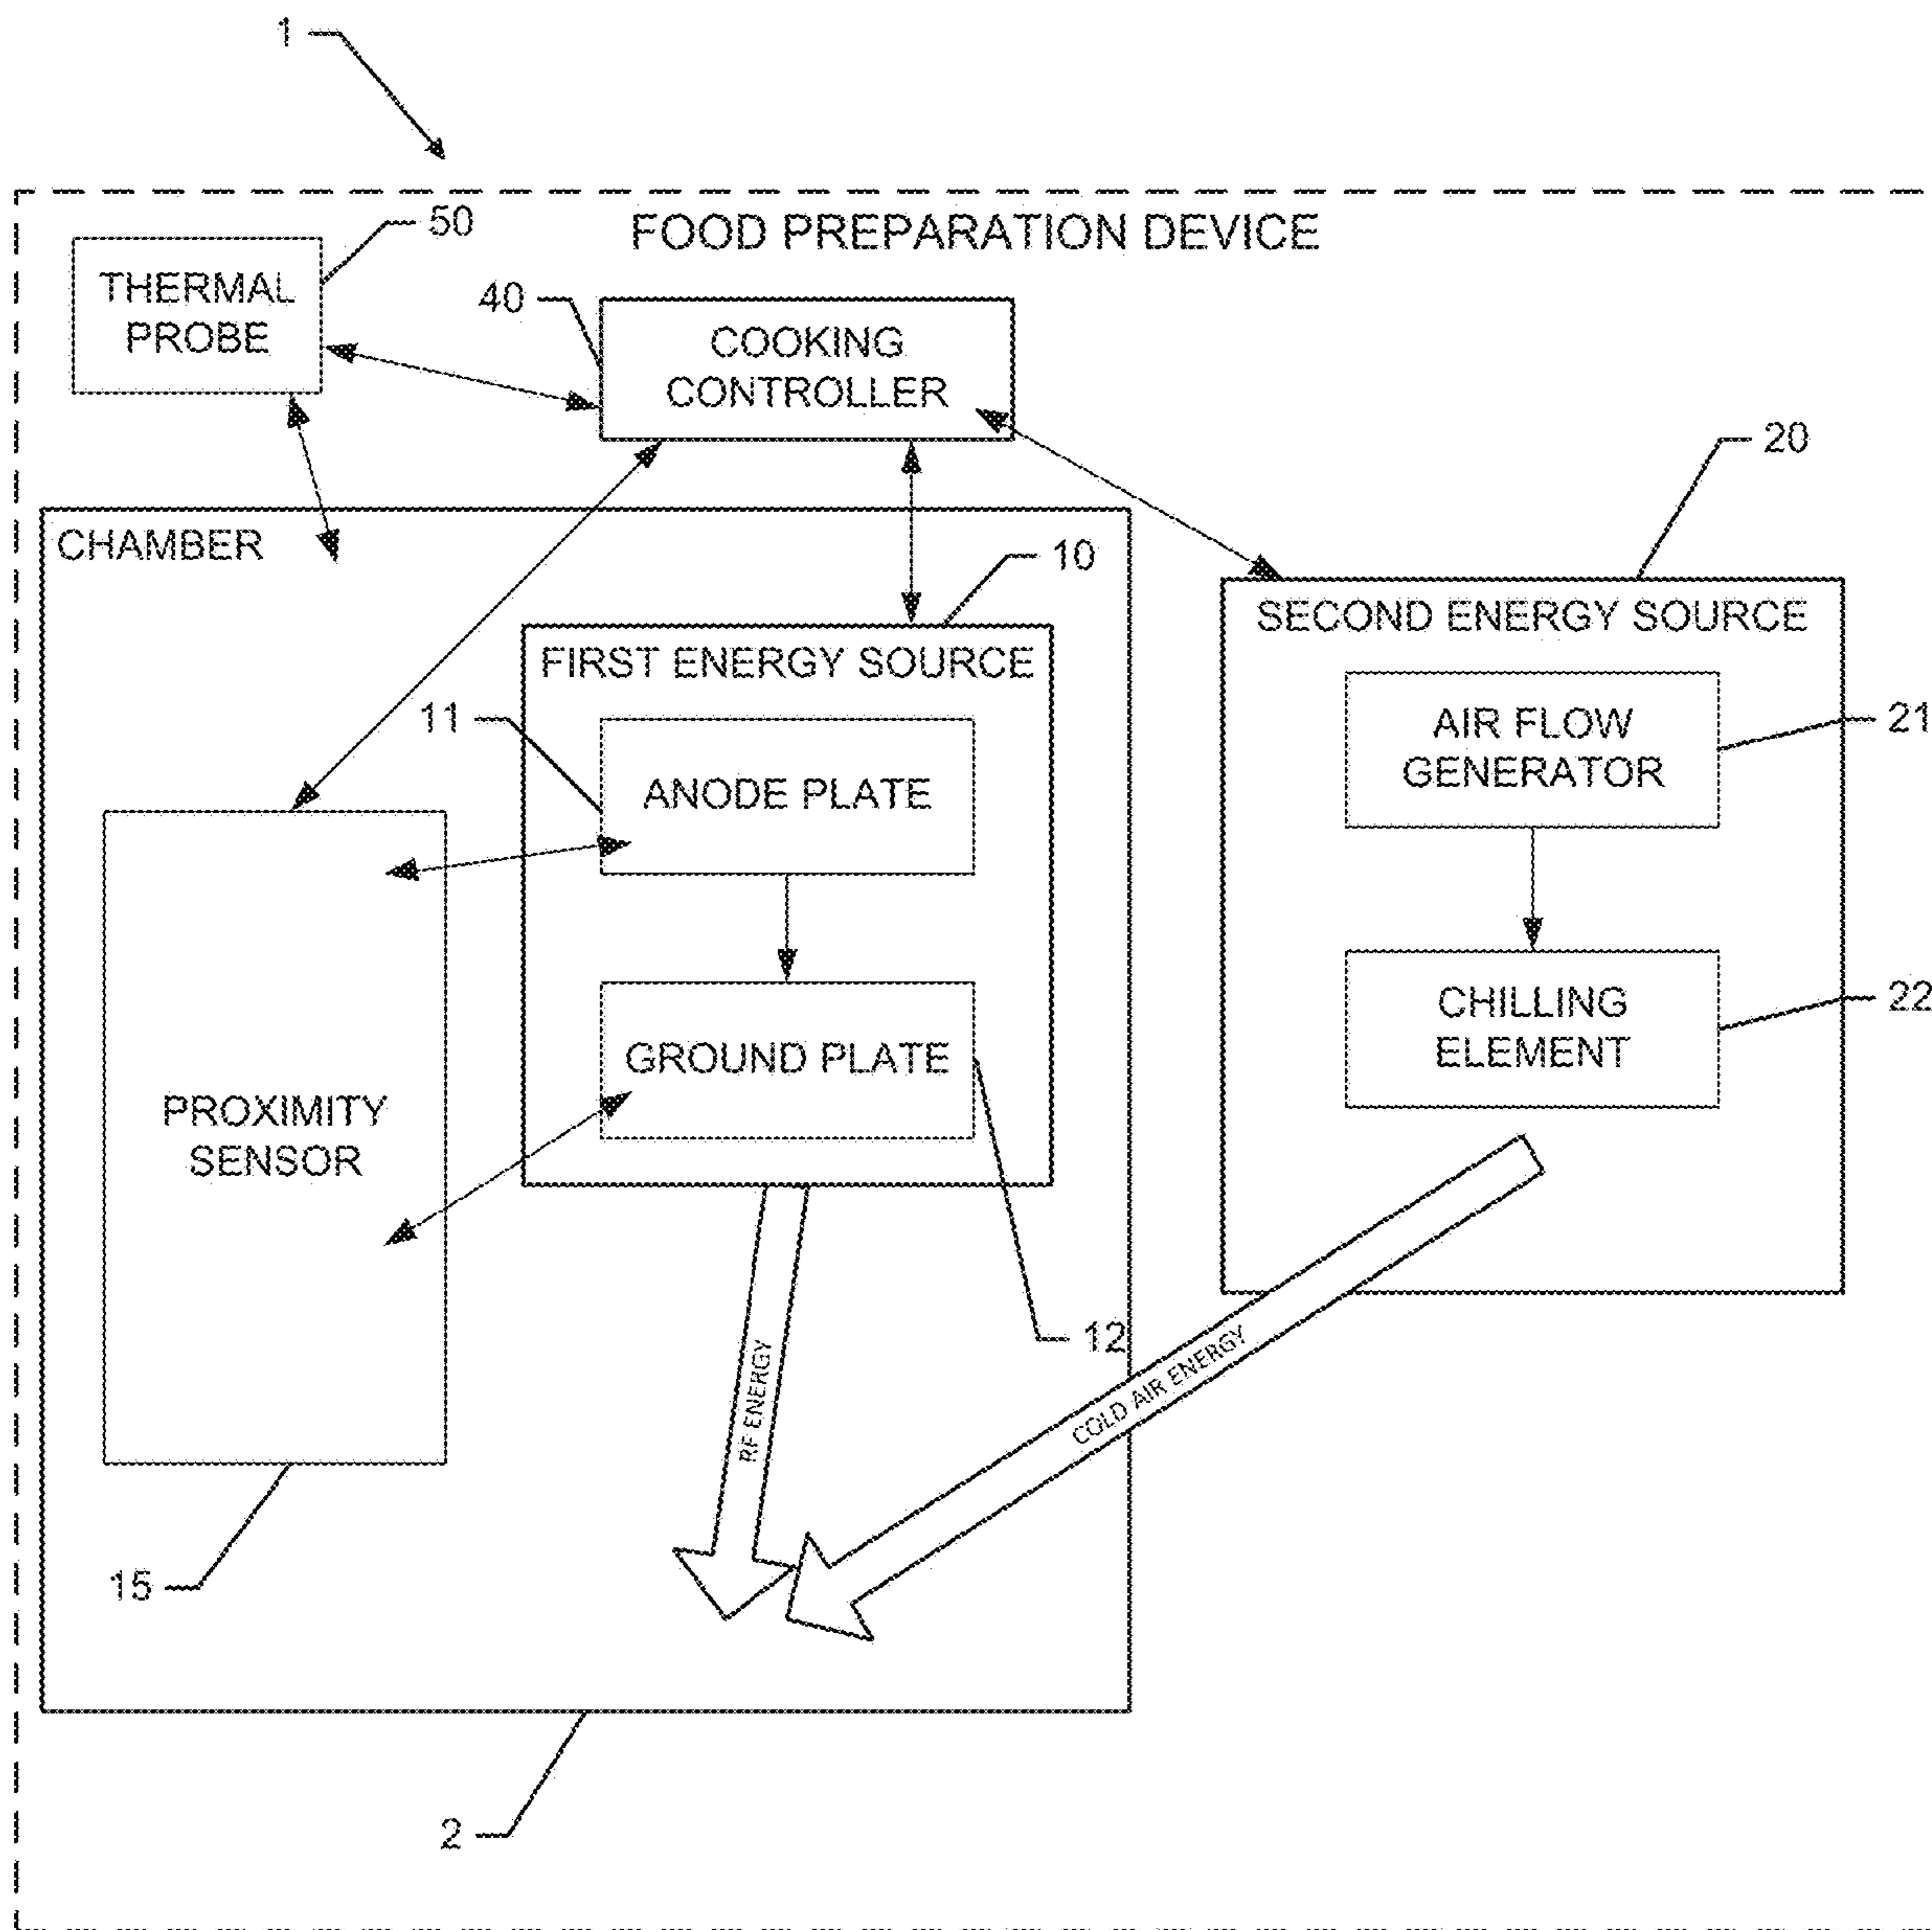 1
FOOD PREPARATION DEVICE
50
THERMAL
PROBE
40
COOKING
CONTROLLER
20
CHAMBER
10
SECOND ENERGY SOURCE
FIRST ENERGY SOURCE
11
ANODE PLATE
AIR FLOW
GENERATOR
21
CHILLING
ELEMENT
22
GROUND PLATE
PROXIMITY
SENSOR
12
RF ENERGY
COLD AIR ENERGY
15
2